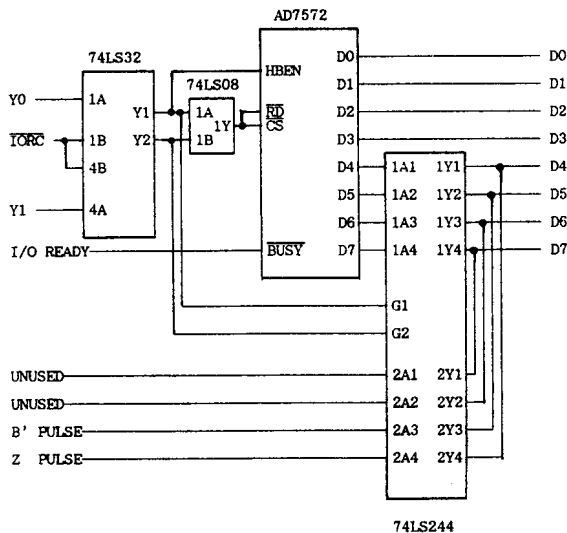 AD7572
74LS32
74LS08
HBEN
D0 D0
D1 D1
Y0 1A Y1 1A RD D2 D2
IORC 1B Y2 1B 1Y CS D3 D3
4B D4 1A1 1Y1 D4
D5 1A2 1Y2 D5
Y1 4A D6 1A3 1Y3 D6
I/O READY BUSY D7 1A4 1Y4 D7
G1
G2
UNUSED 2A1 2Y1
UNUSED 2A2 2Y2
B' PULSE 2A3 2Y3
Z PULSE 2A4 2Y4
74LS244